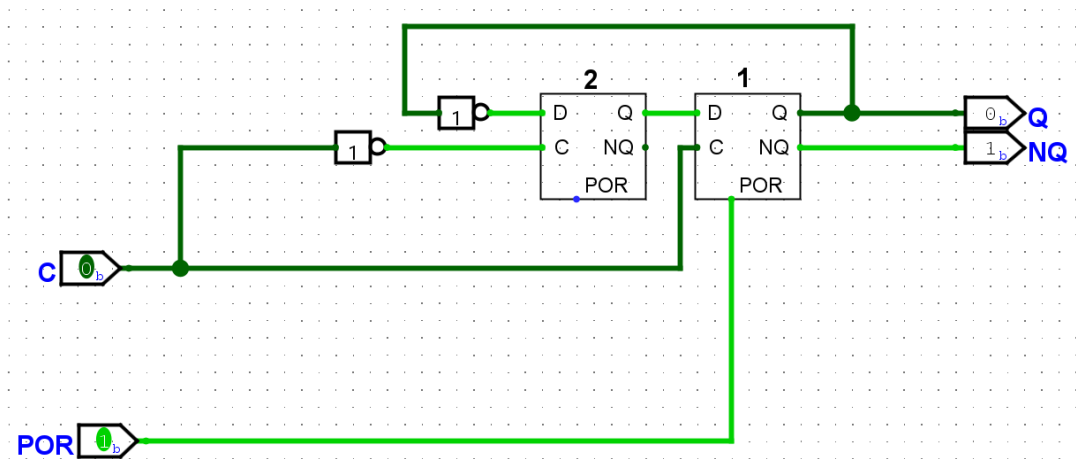 2 1
1 D Q D Q 0b Q
1 C NQ C NQ 1b NQ
POR POR
C 0b
POR 1b